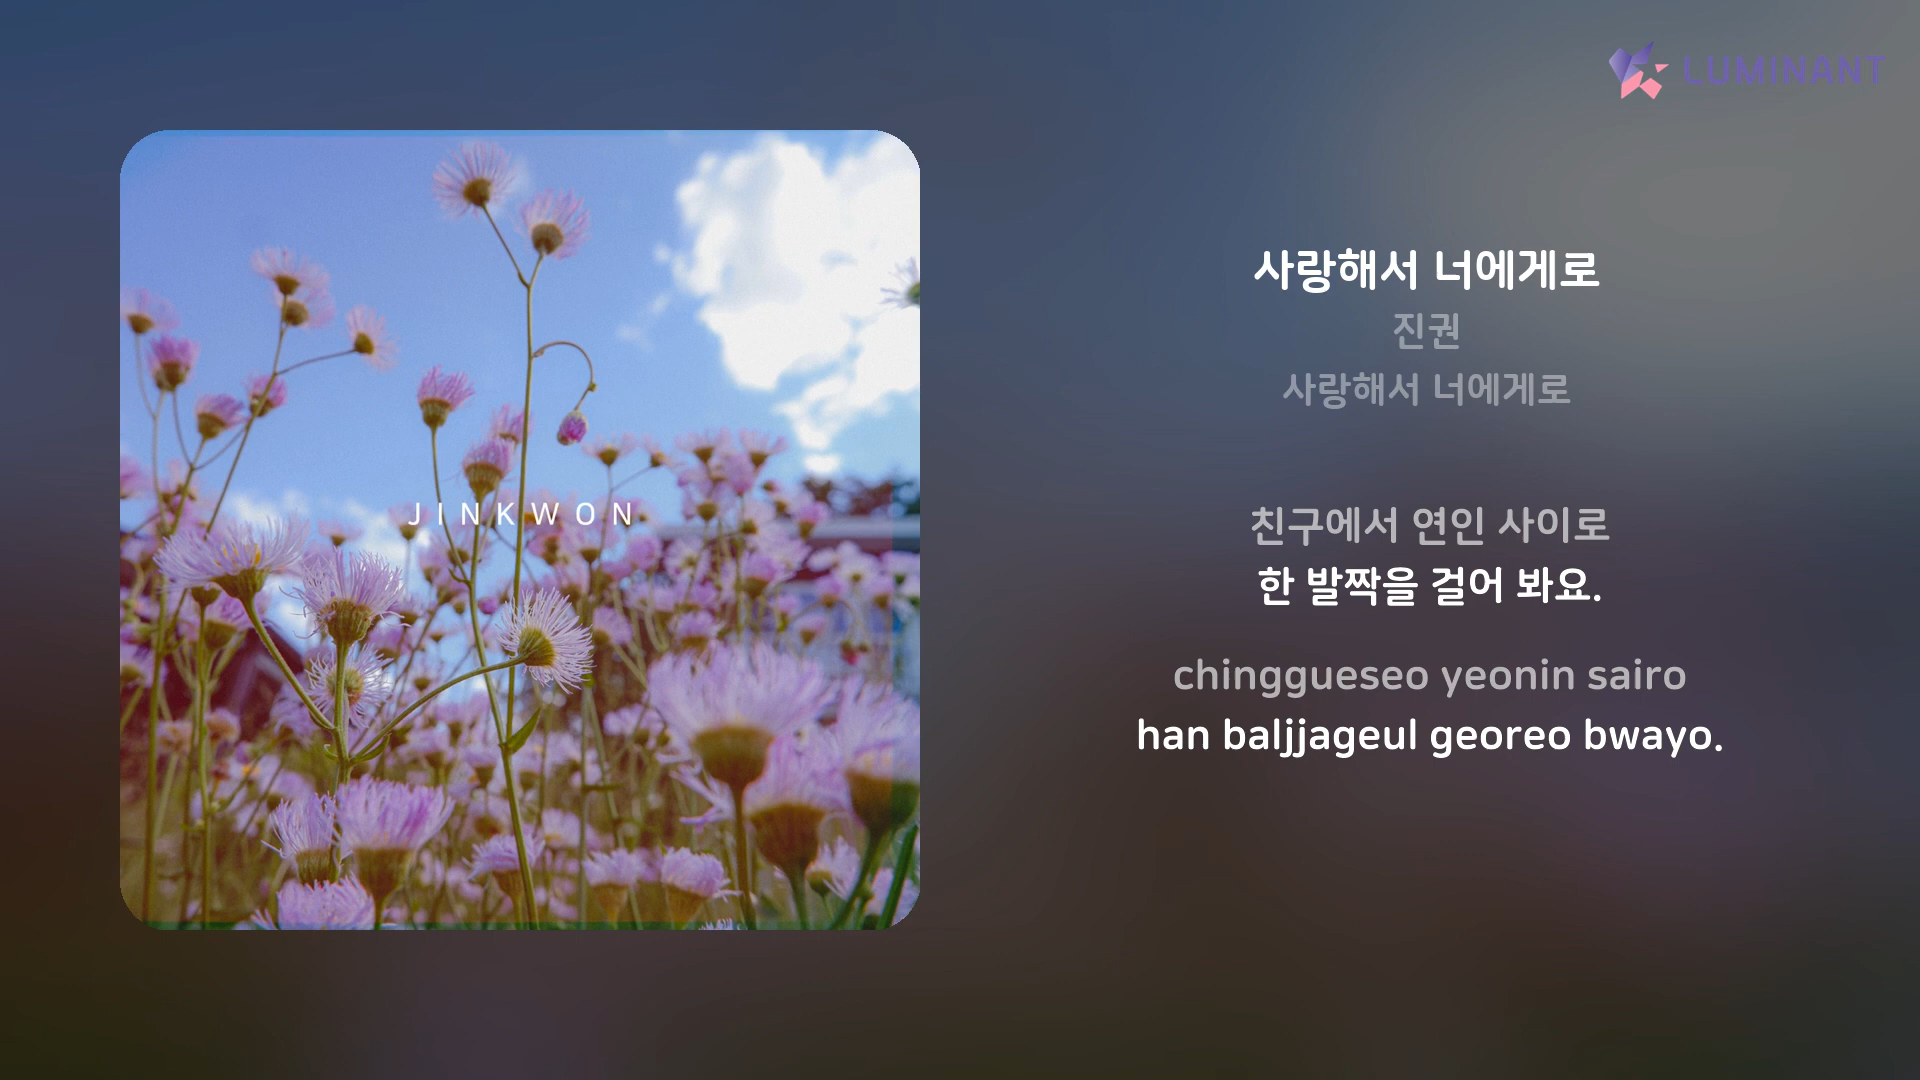 LUMINANT
JINKWON
사랑해서 너에게로
진권
사랑해서 너에게로
친구에서 연인 사이로
한 발짝을 걸어 봐요.
chinggueseo yeonin sairo
han baljjageul georeo bwayo.